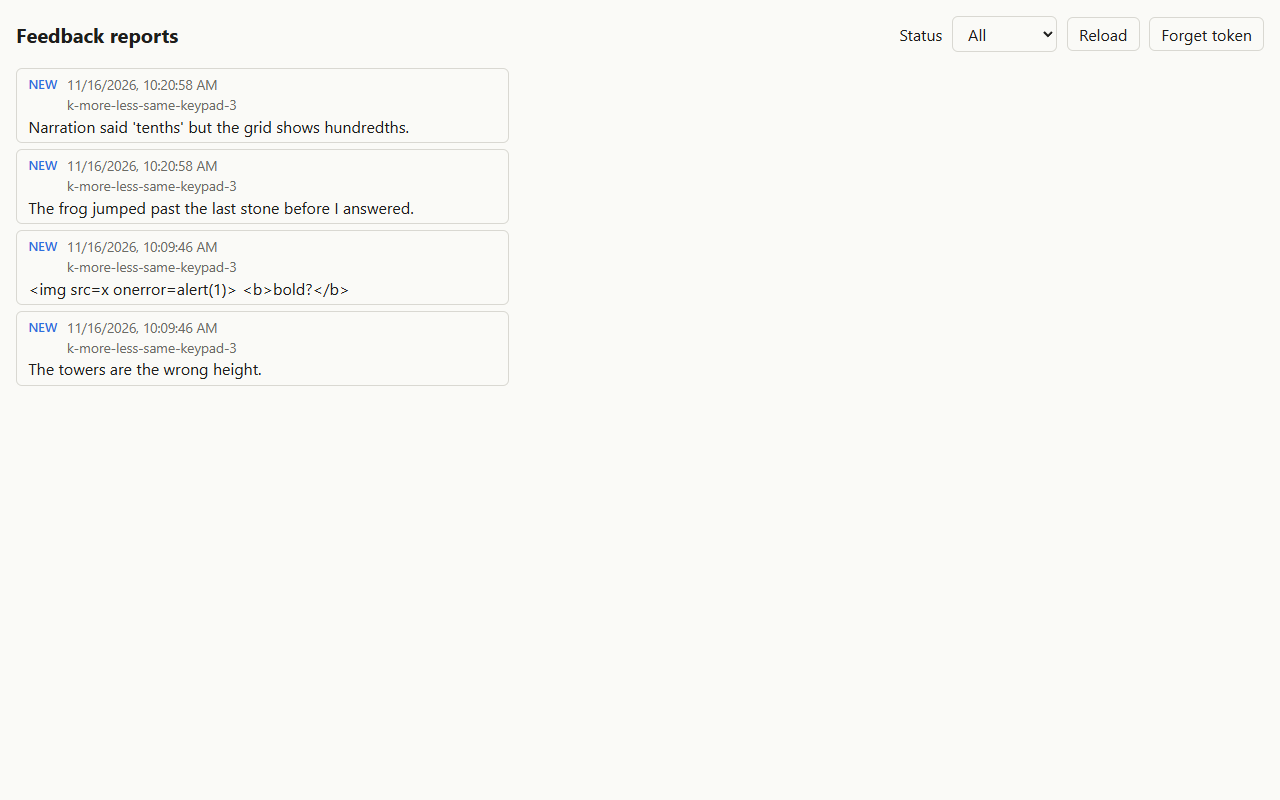 Feedback reports
Status All Reload Forget token
NEW 11/16/2026, 10:20:58 AM
k-more-less-same-keypad-3
Narration said 'tenths' but the grid shows hundredths.
NEW 11/16/2026, 10:20:58 AM
k-more-less-same-keypad-3
The frog jumped past the last stone before I answered.
NEW 11/16/2026, 10:09:46 AM
k-more-less-same-keypad-3
<img src=x onerror=alert(1)> <b>bold?</b>
NEW 11/16/2026, 10:09:46 AM
k-more-less-same-keypad-3
The towers are the wrong height.